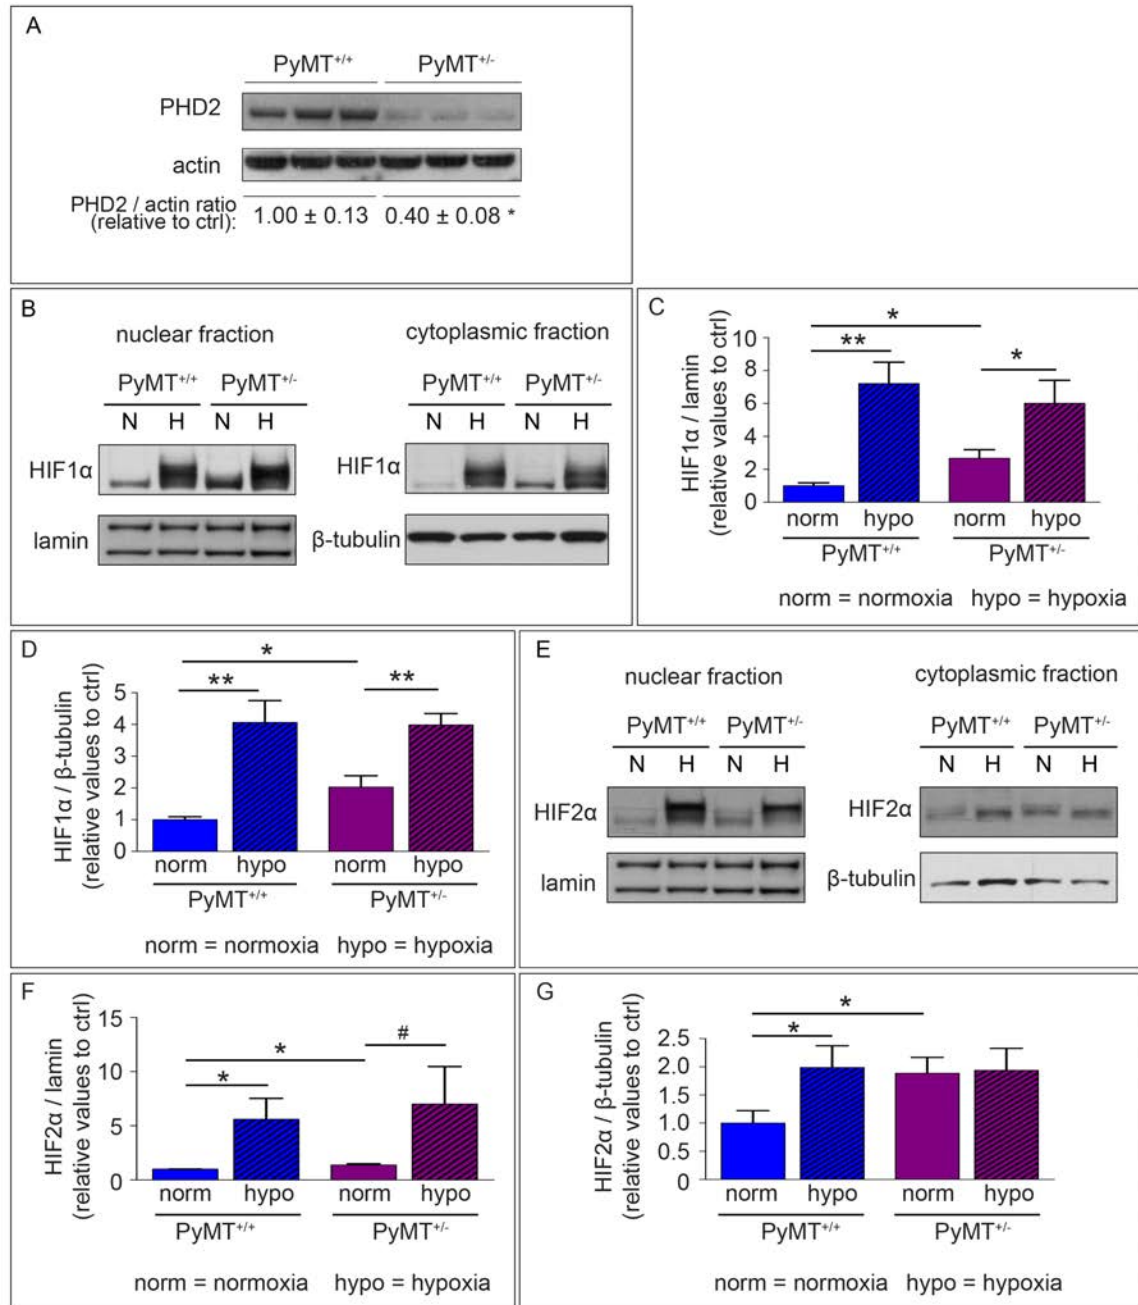 A
PyMT+/+ PyMT+/-
PHD2
actin
PHD2 / actin ratio
(relative to ctrl): 1.00 ± 0.13 0.40 ± 0.08 *
B
nuclear fraction cytoplasmic fraction
PyMT+/+ PyMT+/- PyMT+/+ PyMT+/-
N H N H N H N H
HIF1α HIF1α
lamin β-tubulin
C
HIF1α / lamin
(relative values to ctrl)
10
8
6
4
2
0
*
**
*
norm hypo norm hypo
PyMT+/+ PyMT+/-
norm = normoxia hypo = hypoxia
D
HIF1α / β-tubulin
(relative values to ctrl)
5
4
3
2
1
0
*
** **
norm hypo norm hypo
PyMT+/+ PyMT+/-
norm = normoxia hypo = hypoxia
E
nuclear fraction cytoplasmic fraction
PyMT+/+ PyMT+/- PyMT+/+ PyMT+/-
N H N H N H N H
HIF2α HIF2α
lamin β-tubulin
F
HIF2α / lamin
(relative values to ctrl)
15
10
5
0
*
* #
norm hypo norm hypo
PyMT+/+ PyMT+/-
norm = normoxia hypo = hypoxia
G
HIF2α / β-tubulin
(relative values to ctrl)
2.5
2.0
1.5
1.0
0.5
0
*
*
norm hypo norm hypo
PyMT+/+ PyMT+/-
norm = normoxia hypo = hypoxia